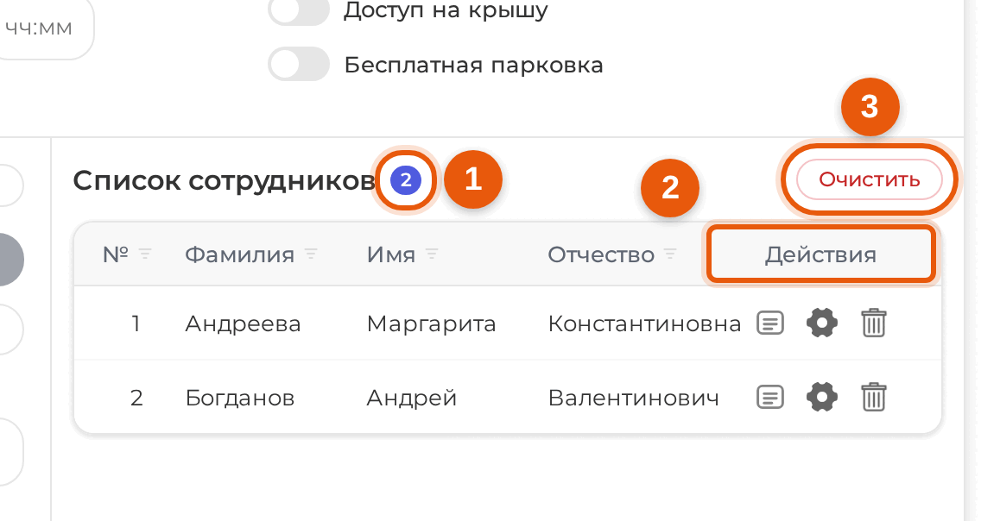 Доступ на крышу
чч:мм
Бесплатная парковка
3
Список сотрудников 2 1 2 Очистить
№ Фамилия Имя Отчество Действия
1 Андреева Маргарита Константиновна
2 Богданов Андрей Валентинович